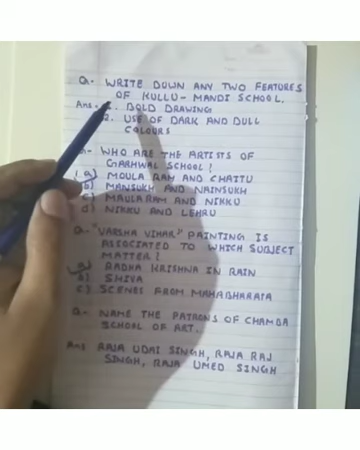 Q- WRITE DOWN ANY TWO FEATURES
OF KULLU-MANDI SCHOOL.
Ans- 1. BOLD DRAWING
2. USE OF DARK AND DULL
COLOURS
Q- WHO ARE THE ARTISTS OF
GARHWAL SCHOOL?
a) MOULA RAM AND CHAITU
b) MANSUKH AND NAINSUKH
c) MAULARAM AND NIKKU
d) NIKKU AND LEHRU
Q- "VARSHA VIHAR" PAINTING IS
ASSOCIATED TO WHICH SUBJECT
MATTER?
a) RADHA KRISHNA IN RAIN
b) SHIVA
c) SCENES FROM MAHABHARATA
Q- NAME THE PATRONS OF CHAMBA
SCHOOL OF ART.
Ans RAJA UDAI SINGH, RAJA RAJ
SINGH, RAJA UMED SINGH